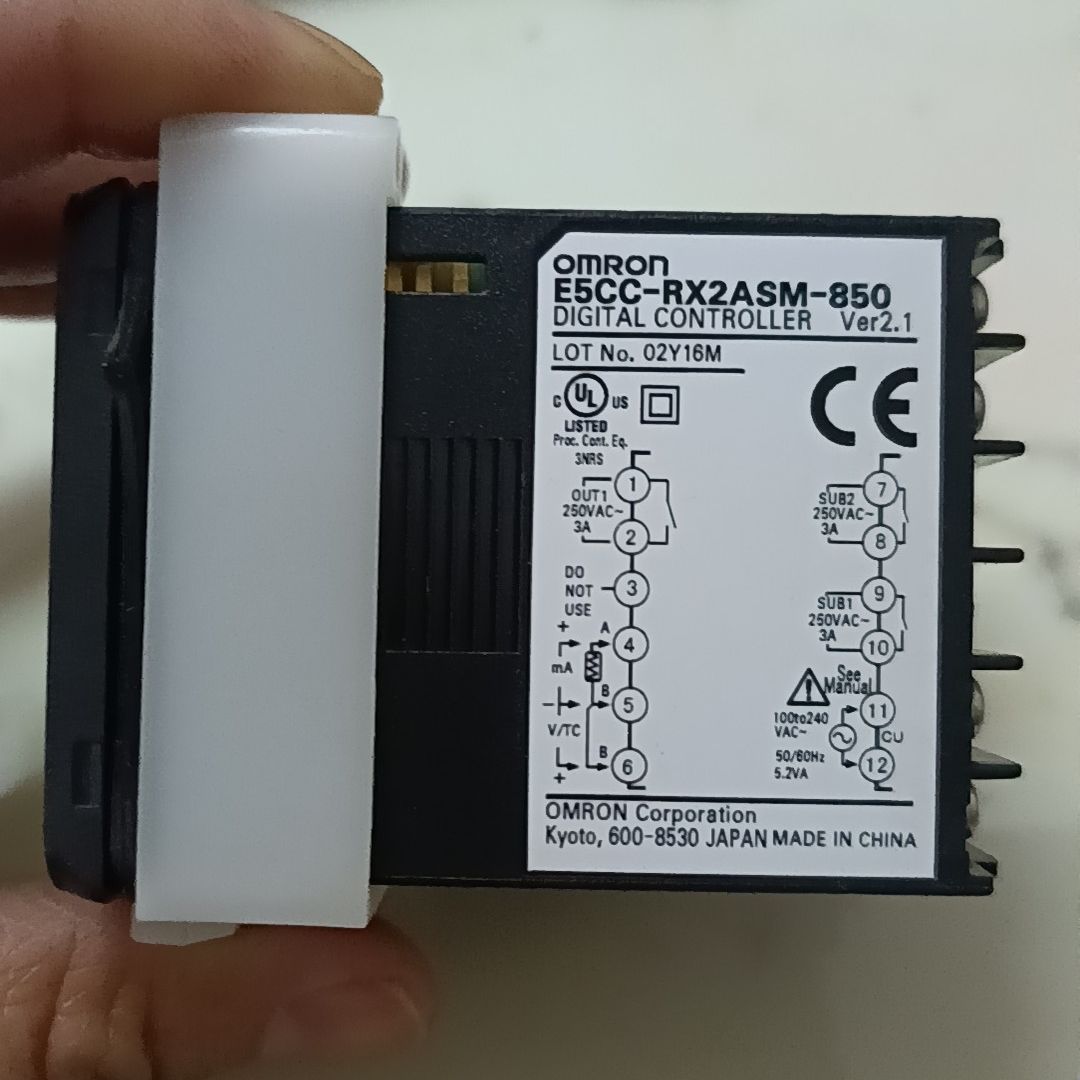 OMRON
E5CC-RX2ASM-850
DIGITAL CONTROLLER Ver2.1
LOT No. 02Y16M
C UL US
LISTED
Proc. Cont. Eq.
3NRS
CE
OUT1
250VAC~
3A
1
2
DO
NOT
USE
3
+
mA
−
V/TC
+
A
B
B
4
5
6
SUB2
250VAC~
3A
7
8
SUB1
250VAC~
3A
9
10
See
Manual
100to240
VAC~
50/60Hz
5.2VA
11
CU
12
OMRON Corporation
Kyoto, 600-8530 JAPAN MADE IN CHINA